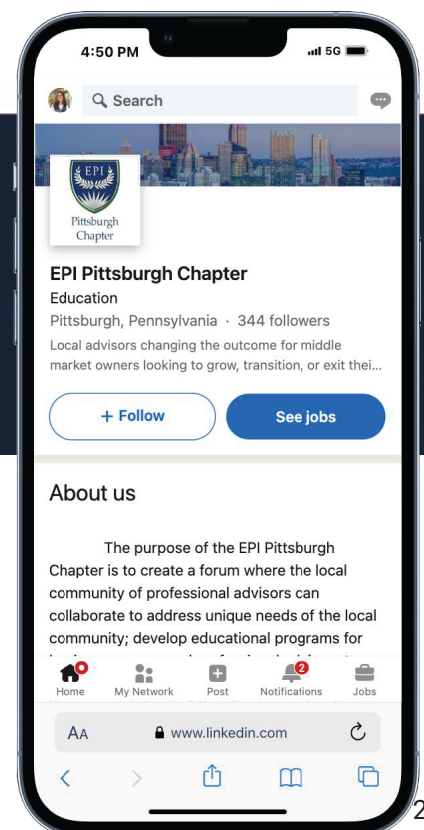 4:50 PM
5G
Search
EPI
Pittsburgh
Chapter
EPI Pittsburgh Chapter
Education
Pittsburgh, Pennsylvania · 344 followers
Local advisors changing the outcome for middle
market owners looking to grow, transition, or exit thei...
+ Follow
See jobs
About us
The purpose of the EPI Pittsburgh
Chapter is to create a forum where the local
community of professional advisors can
collaborate to address unique needs of the local
community; develop educational programs for
2
Home
My Network
Post
Notifications
Jobs
AA
www.linkedin.com
2